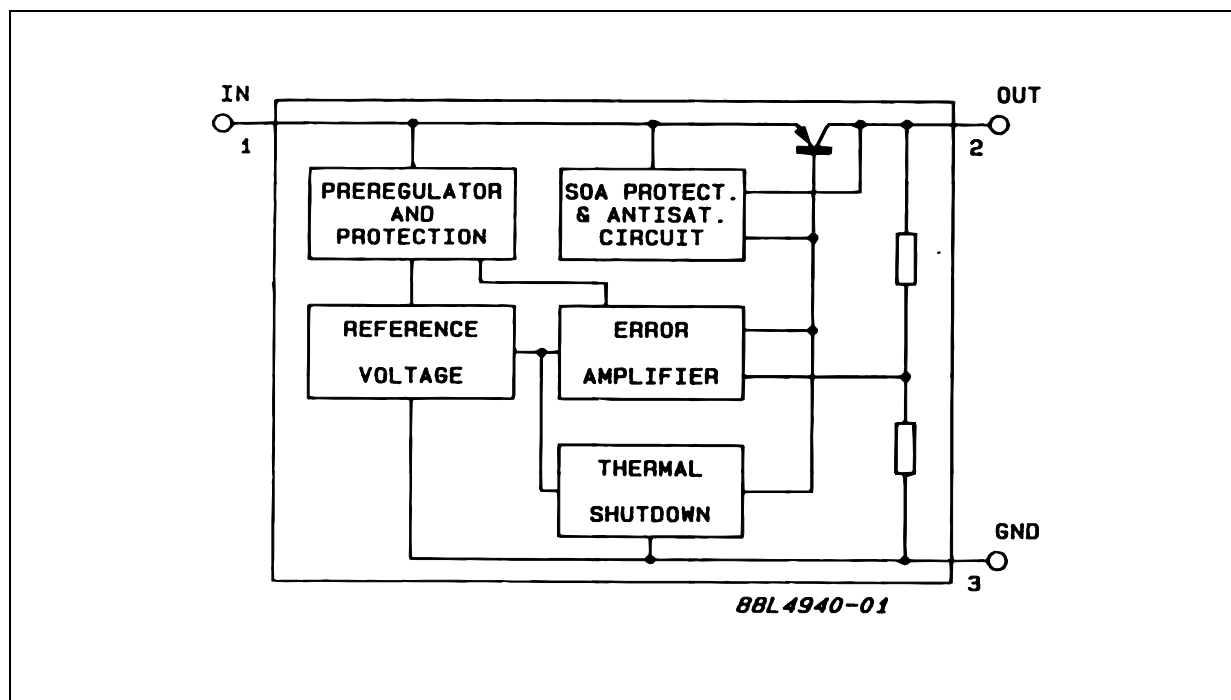 IN
OUT
1
2
PREREGULATOR
AND
PROTECTION
SOA PROTECT.
& ANTISAT.
CIRCUIT
REFERENCE
VOLTAGE
ERROR
AMPLIFIER
THERMAL
SHUTDOWN
GND
3
88L4940-01